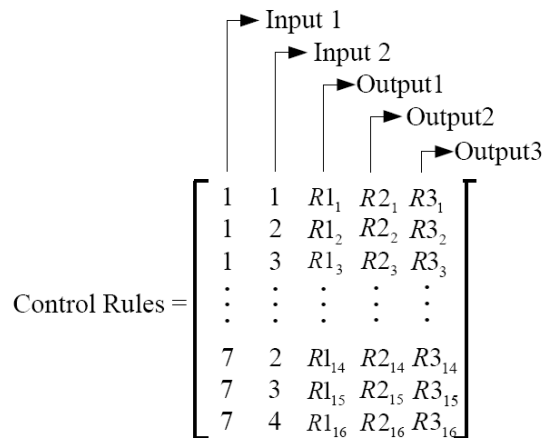 Input 1
Input 2
Output1
Output2
Output3
1 1 R1₁ R2₁ R3₁
1 2 R1₂ R2₂ R3₂
1 3 R1₃ R2₃ R3₃
Control Rules =
⋮ ⋮ ⋮ ⋮ ⋮
7 2 R1₁₄ R2₁₄ R3₁₄
7 3 R1₁₅ R2₁₅ R3₁₅
7 4 R1₁₆ R2₁₆ R3₁₆